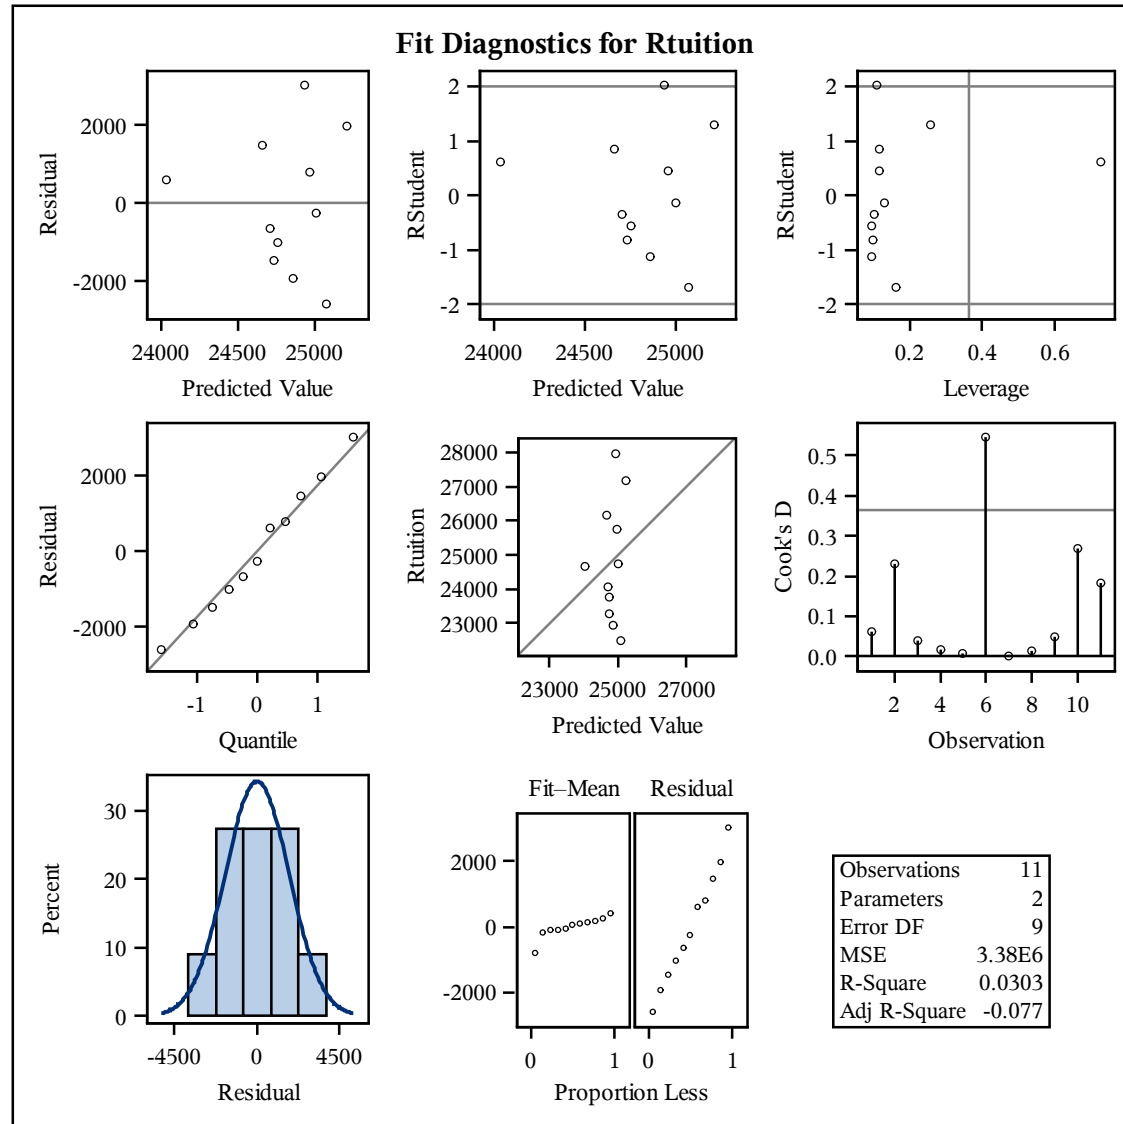 Fit Diagnostics for Rtuition
Residual
2000
0
-2000
24000 24500 25000
Predicted Value
RStudent
2
1
0
-1
-2
24000 24500 25000
Predicted Value
RStudent
2
1
0
-1
-2
0.2 0.4 0.6
Leverage
Residual
2000
0
-2000
-1 0 1
Quantile
Rtuition
28000
27000
26000
25000
24000
23000
23000 25000 27000
Predicted Value
Cook's D
0.5
0.4
0.3
0.2
0.1
0.0
2 4 6 8 10
Observation
Percent
30
20
10
0
-4500 0 4500
Residual
Fit–Mean Residual
2000
0
-2000
0 1 0 1
Proportion Less
Observations 11
Parameters 2
Error DF 9
MSE 3.38E6
R-Square 0.0303
Adj R-Square -0.077